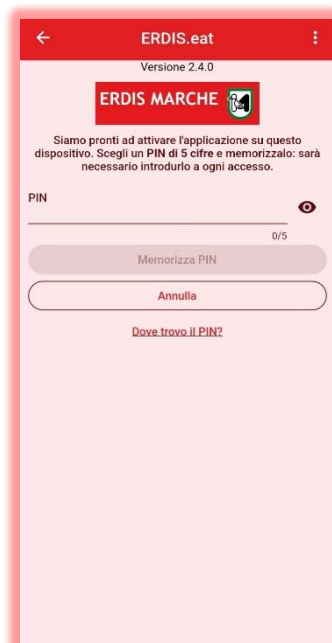 ERDIS.eat
Versione 2.4.0
ERDIS MARCHE
Siamo pronti ad attivare l'applicazione su questo
dispositivo. Scegli un PIN di 5 cifre e memorizzalo: sarà
necessario introdurlo a ogni accesso.
PIN
0/5
Memorizza PIN
Annulla
Dove trovo il PIN?